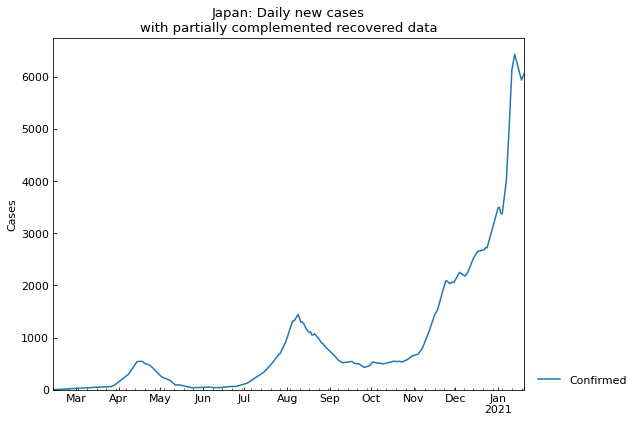 Japan: Daily new cases
with partially complemented recovered data
Cases
6000
5000
4000
3000
2000
1000
0
Mar Apr May Jun Jul Aug Sep Oct Nov Dec Jan
2021
Confirmed